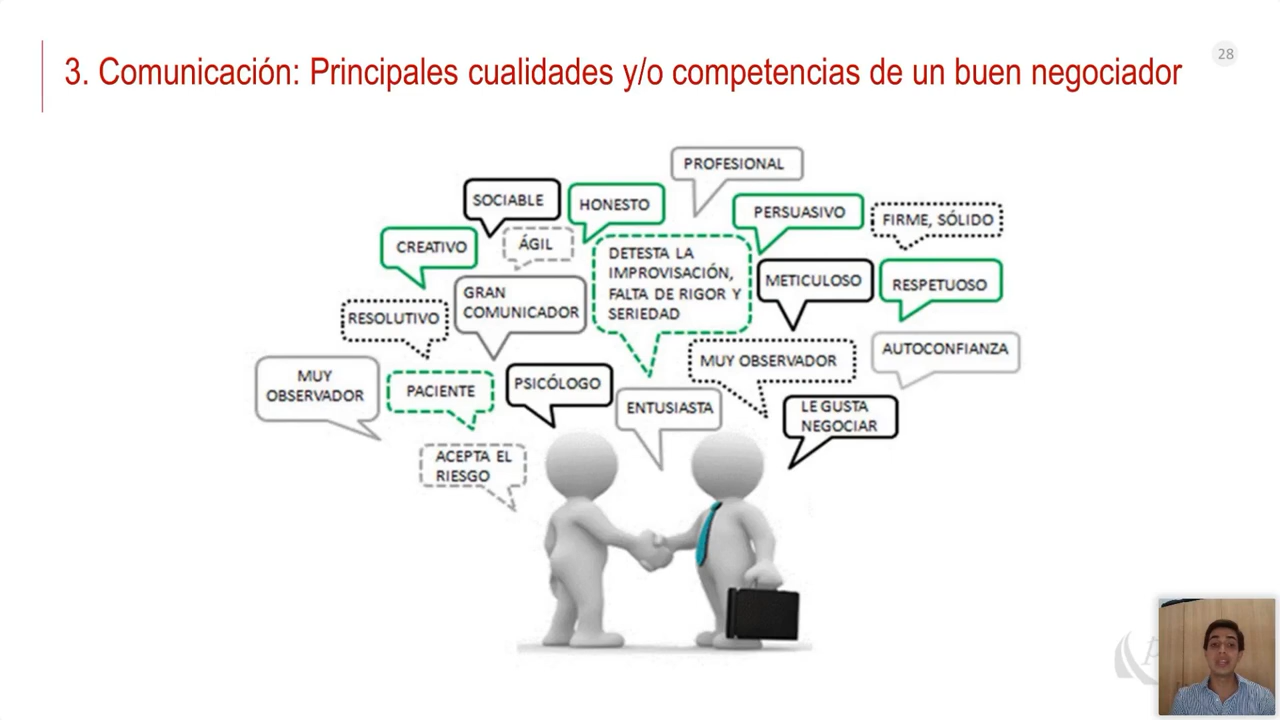 3. Comunicación: Principales cualidades y/o competencias de un buen negociador
28
PROFESIONAL
SOCIABLE
HONESTO
PERSUASIVO
FIRME, SÓLIDO
CREATIVO
ÁGIL
DETESTA LA
IMPROVISACIÓN,
FALTA DE RIGOR Y
SERIEDAD
METICULOSO
RESPETUOSO
GRAN
COMUNICADOR
RESOLUTIVO
AUTOCONFIANZA
MUY OBSERVADOR
MUY
OBSERVADOR
PACIENTE
PSICÓLOGO
ENTUSIASTA
LE GUSTA
NEGOCIAR
ACEPTA EL
RIESGO